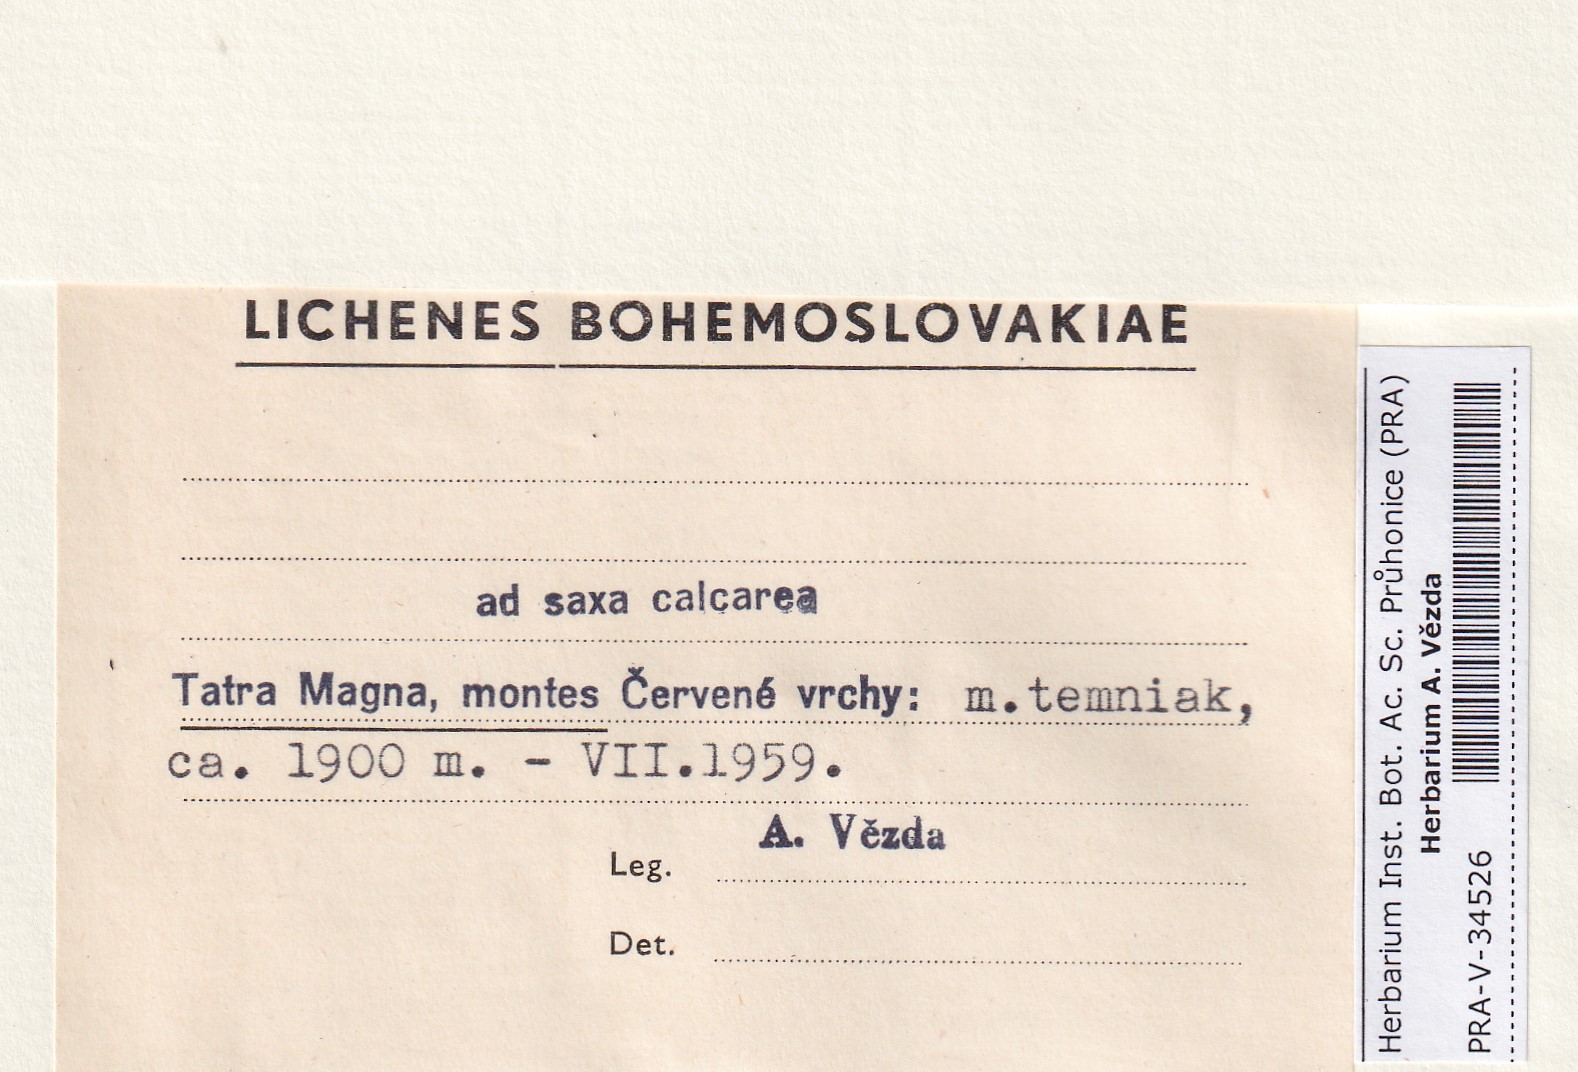 LICHENES BOHEMOSLOVAKIAE
ad saxa calcarea
Tatra Magna, montes Červené vrchy: m.temniak,
ca. 1900 m. - VII.1959.
A. Vězda
Leg.
Det.
Herbarium Inst. Bot. Ac. Sc. Průhonice (PRA)
Herbarium A. Vězda
PRA-V-34526